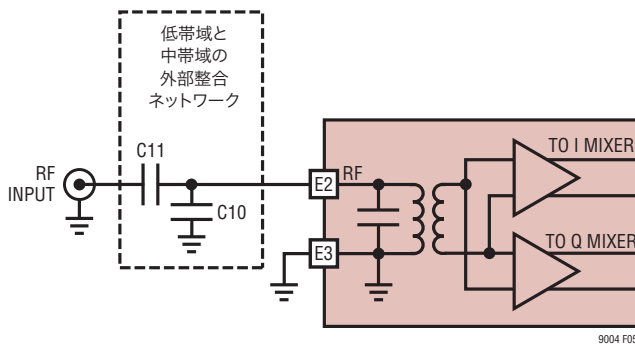 低帯域と
中帯域の
外部整合
ネットワーク
RF
INPUT
C11
C10
E2
RF
E3
TO I MIXER
TO Q MIXER
9004 F05